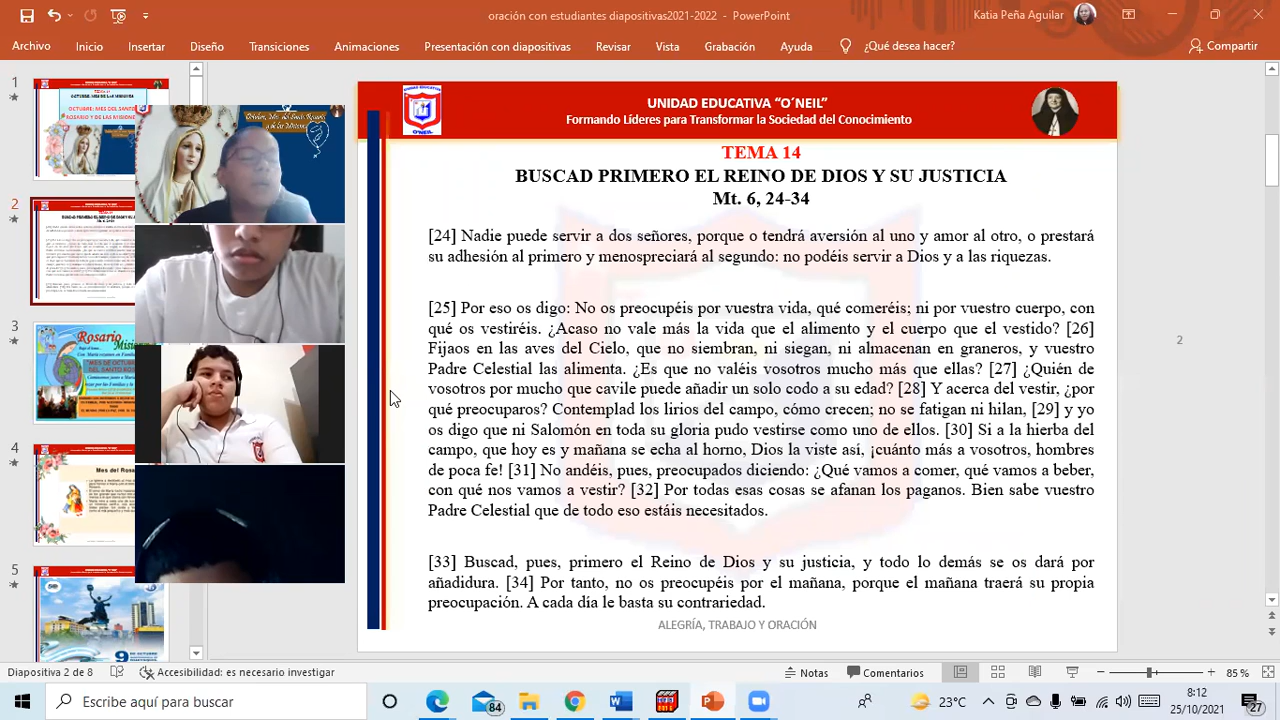 oración con estudiantes diapositivas2021-2022 - PowerPoint
Katia Peña Aguilar
Archivo Inicio Insertar Diseño Transiciones Animaciones Presentación con diapositivas Revisar Vista Grabación Ayuda ¿Qué desea hacer? Compartir
1
2
3
4
5
Rosario
Mes del Rosa
UNIDAD EDUCATIVA “O´NEIL”
Formando Líderes para Transformar la Sociedad del Conocimiento
O´NEIL
TEMA 14
BUSCAD PRIMERO EL REINO DE DIOS Y SU JUSTICIA
Mt. 6, 24-34
[24] Nadie puede servir a dos señores, porque tendrá aversión al uno y amor al otro, o prestará
su adhesión al primero y menospreciará al segundo: no podéis servir a Dios y a las riquezas.
[25] Por eso os digo: No os preocupéis por vuestra vida, qué comeréis; ni por vuestro cuerpo, con
qué os vestiréis. ¿Acaso no vale más la vida que el alimento y el cuerpo que el vestido? [26]
Fijaos en las aves del Cielo, que no siembran, ni siegan, ni almacenan en graneros, y vuestro
Padre Celestial las alimenta. ¿Es que no valéis vosotros mucho más que ellas? [27] ¿Quién de
vosotros por mucho que cavile puede añadir un solo codo a su edad? [28] Y acerca del vestir, ¿por
qué preocuparos? Contemplad los lirios del campo, cómo crecen; no se fatigan ni hilan, [29] y yo
os digo que ni Salomón en toda su gloria pudo vestirse como uno de ellos. [30] Si a la hierba del
campo, que hoy es y mañana se echa al horno, Dios la viste así, ¡cuánto más a vosotros, hombres
de poca fe! [31] No andéis, pues, preocupados diciendo: ¿Qué vamos a comer, qué vamos a beber,
con qué nos vamos a vestir? [32] Por todas esas cosas se afanan los paganos. Bien sabe vuestro
Padre Celestial que de todo eso estáis necesitados.
[33] Buscad, pues, primero el Reino de Dios y su justicia, y todo lo demás se os dará por
añadidura. [34] Por tanto, no os preocupéis por el mañana, porque el mañana traerá su propia
preocupación. A cada día le basta su contrariedad.
ALEGRÍA, TRABAJO Y ORACIÓN
2
Diapositiva 2 de 8 Accesibilidad: es necesario investigar Notas Comentarios 85 %
Escribe aquí para buscar 84 23°C 8:12
25/10/2021 27